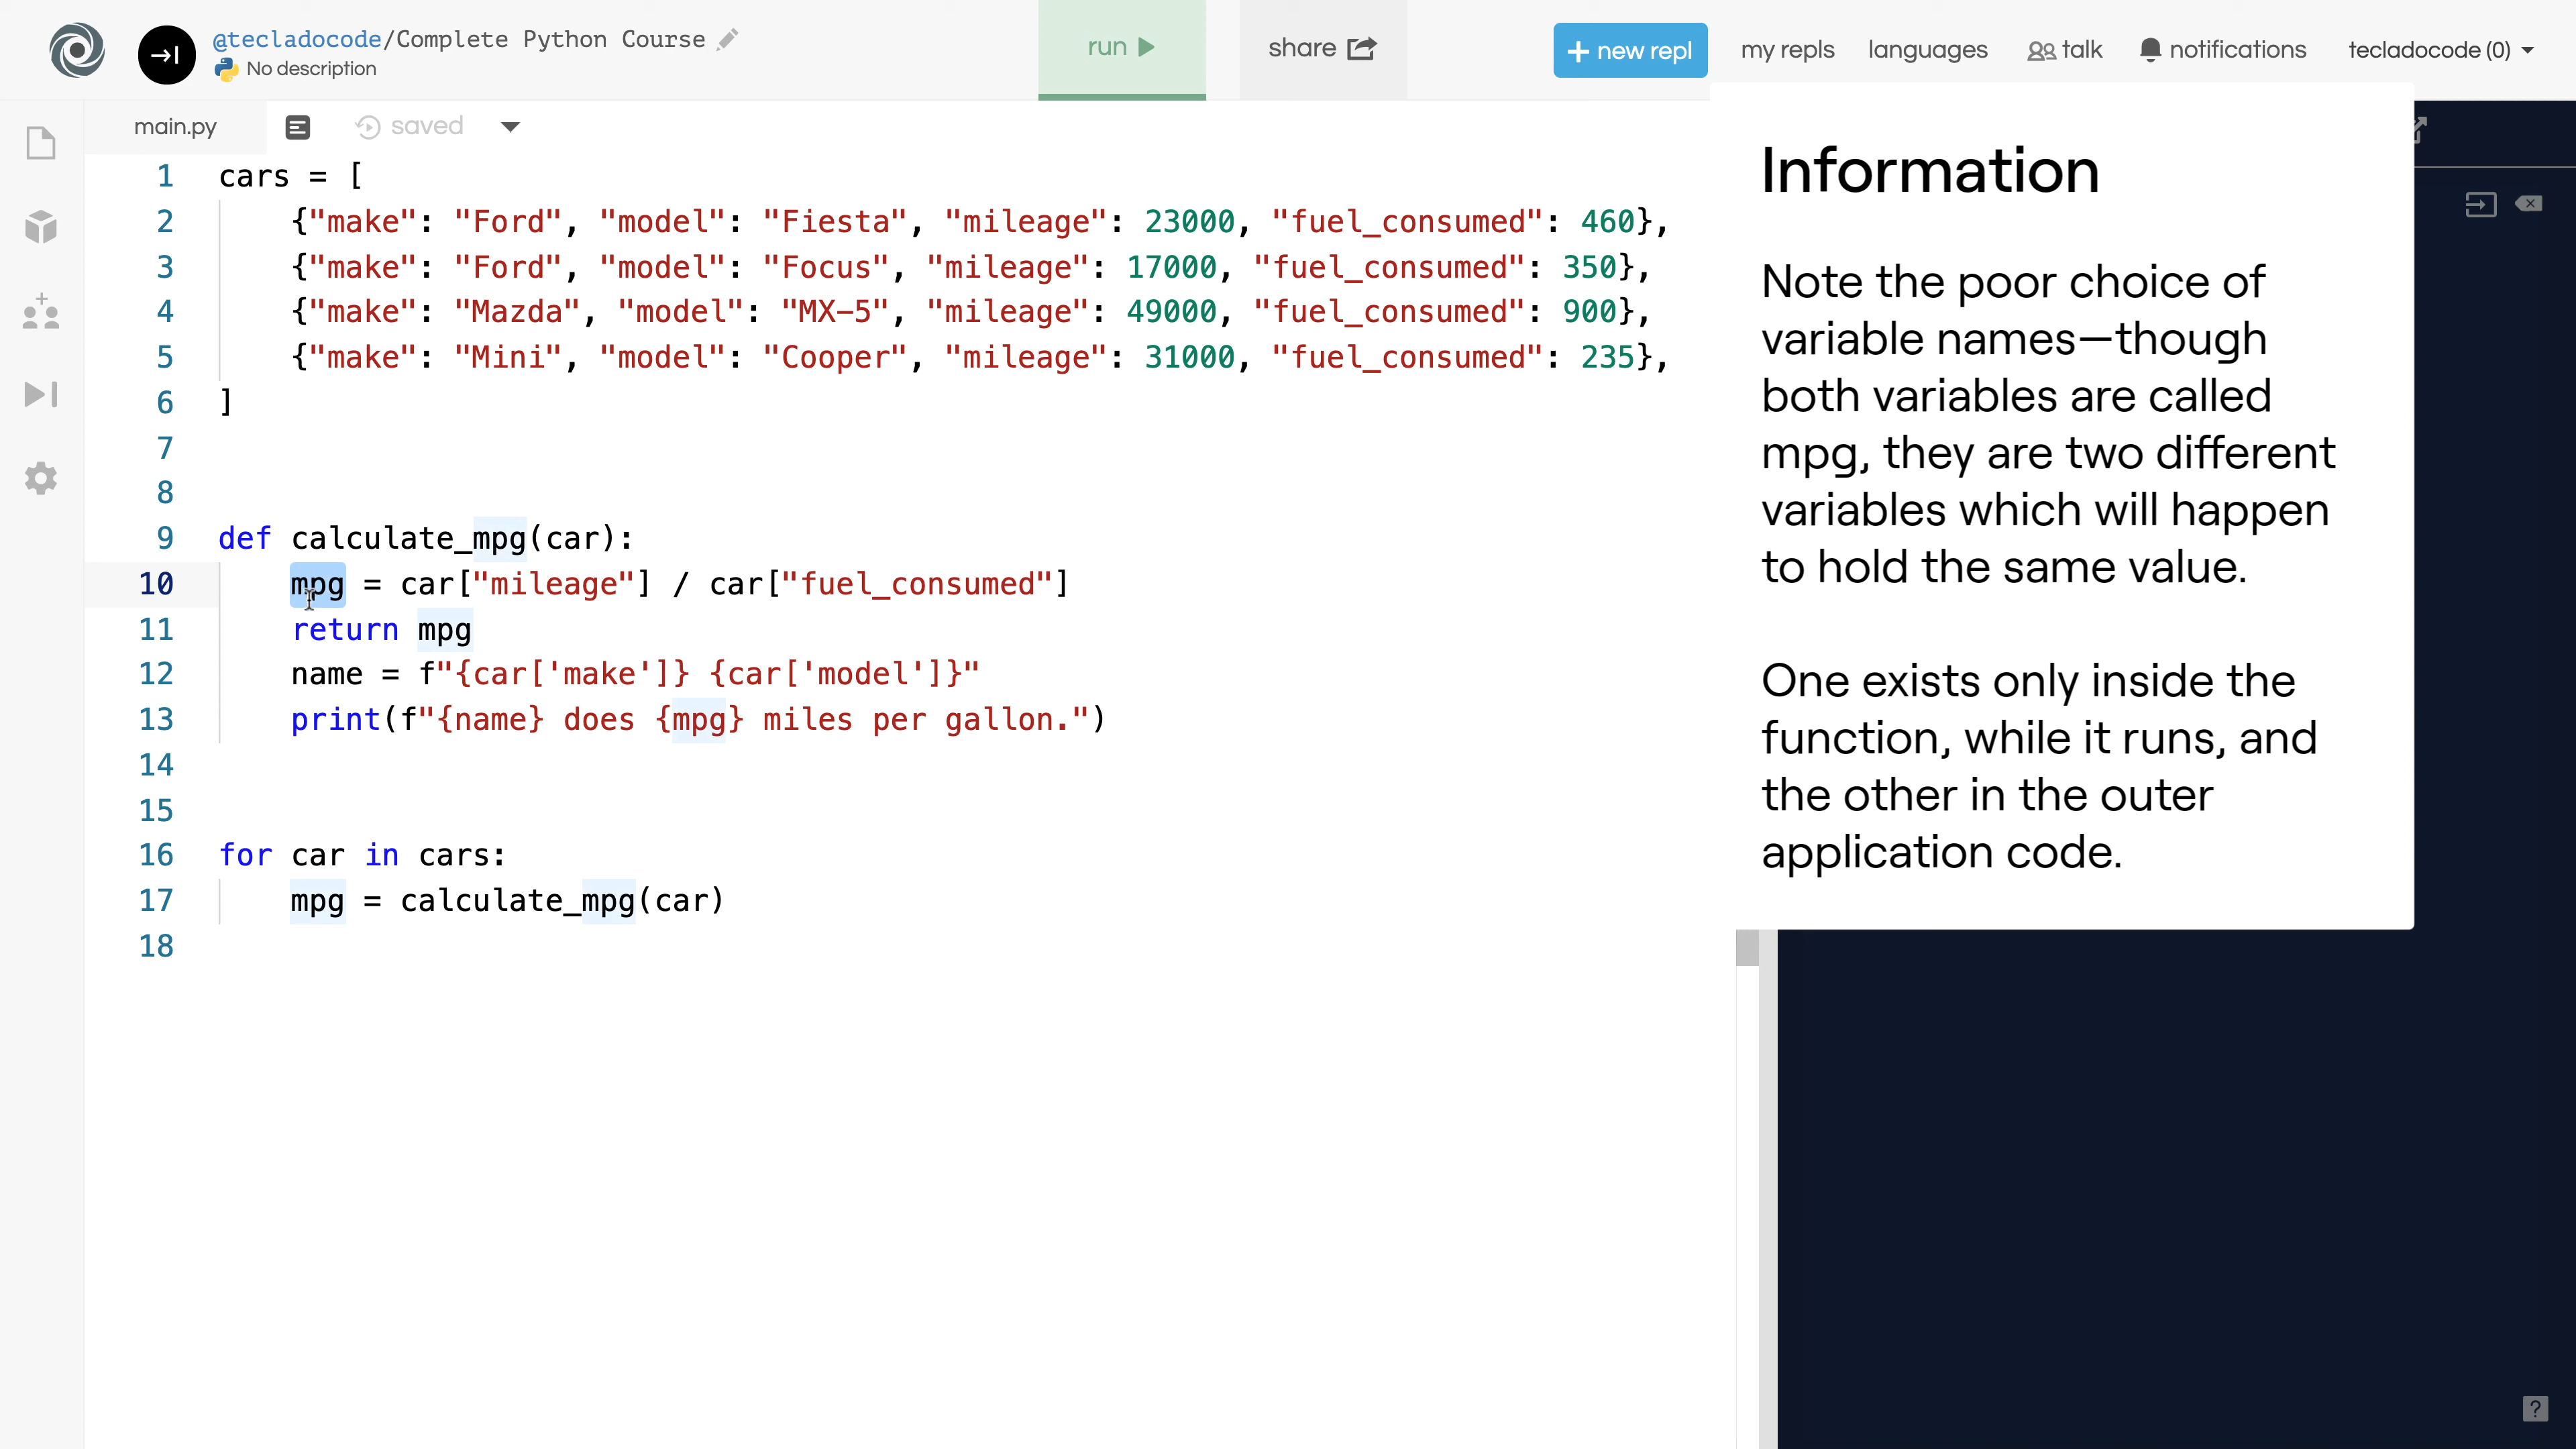 @tecladocode/Complete Python Course
No description
run
share
+ new repl
my repls
languages
talk
notifications
tecladocode (0)
main.py
saved
1 cars = [
2 {"make": "Ford", "model": "Fiesta", "mileage": 23000, "fuel_consumed": 460},
3 {"make": "Ford", "model": "Focus", "mileage": 17000, "fuel_consumed": 350},
4 {"make": "Mazda", "model": "MX-5", "mileage": 49000, "fuel_consumed": 900},
5 {"make": "Mini", "model": "Cooper", "mileage": 31000, "fuel_consumed": 235},
6 ]
7
8
9 def calculate_mpg(car):
10 mpg = car["mileage"] / car["fuel_consumed"]
11 return mpg
12 name = f"{car['make']} {car['model']}"
13 print(f"{name} does {mpg} miles per gallon.")
14
15
16 for car in cars:
17 mpg = calculate_mpg(car)
18
Information
Note the poor choice of
variable names—though
both variables are called
mpg, they are two different
variables which will happen
to hold the same value.
One exists only inside the
function, while it runs, and
the other in the outer
application code.
?